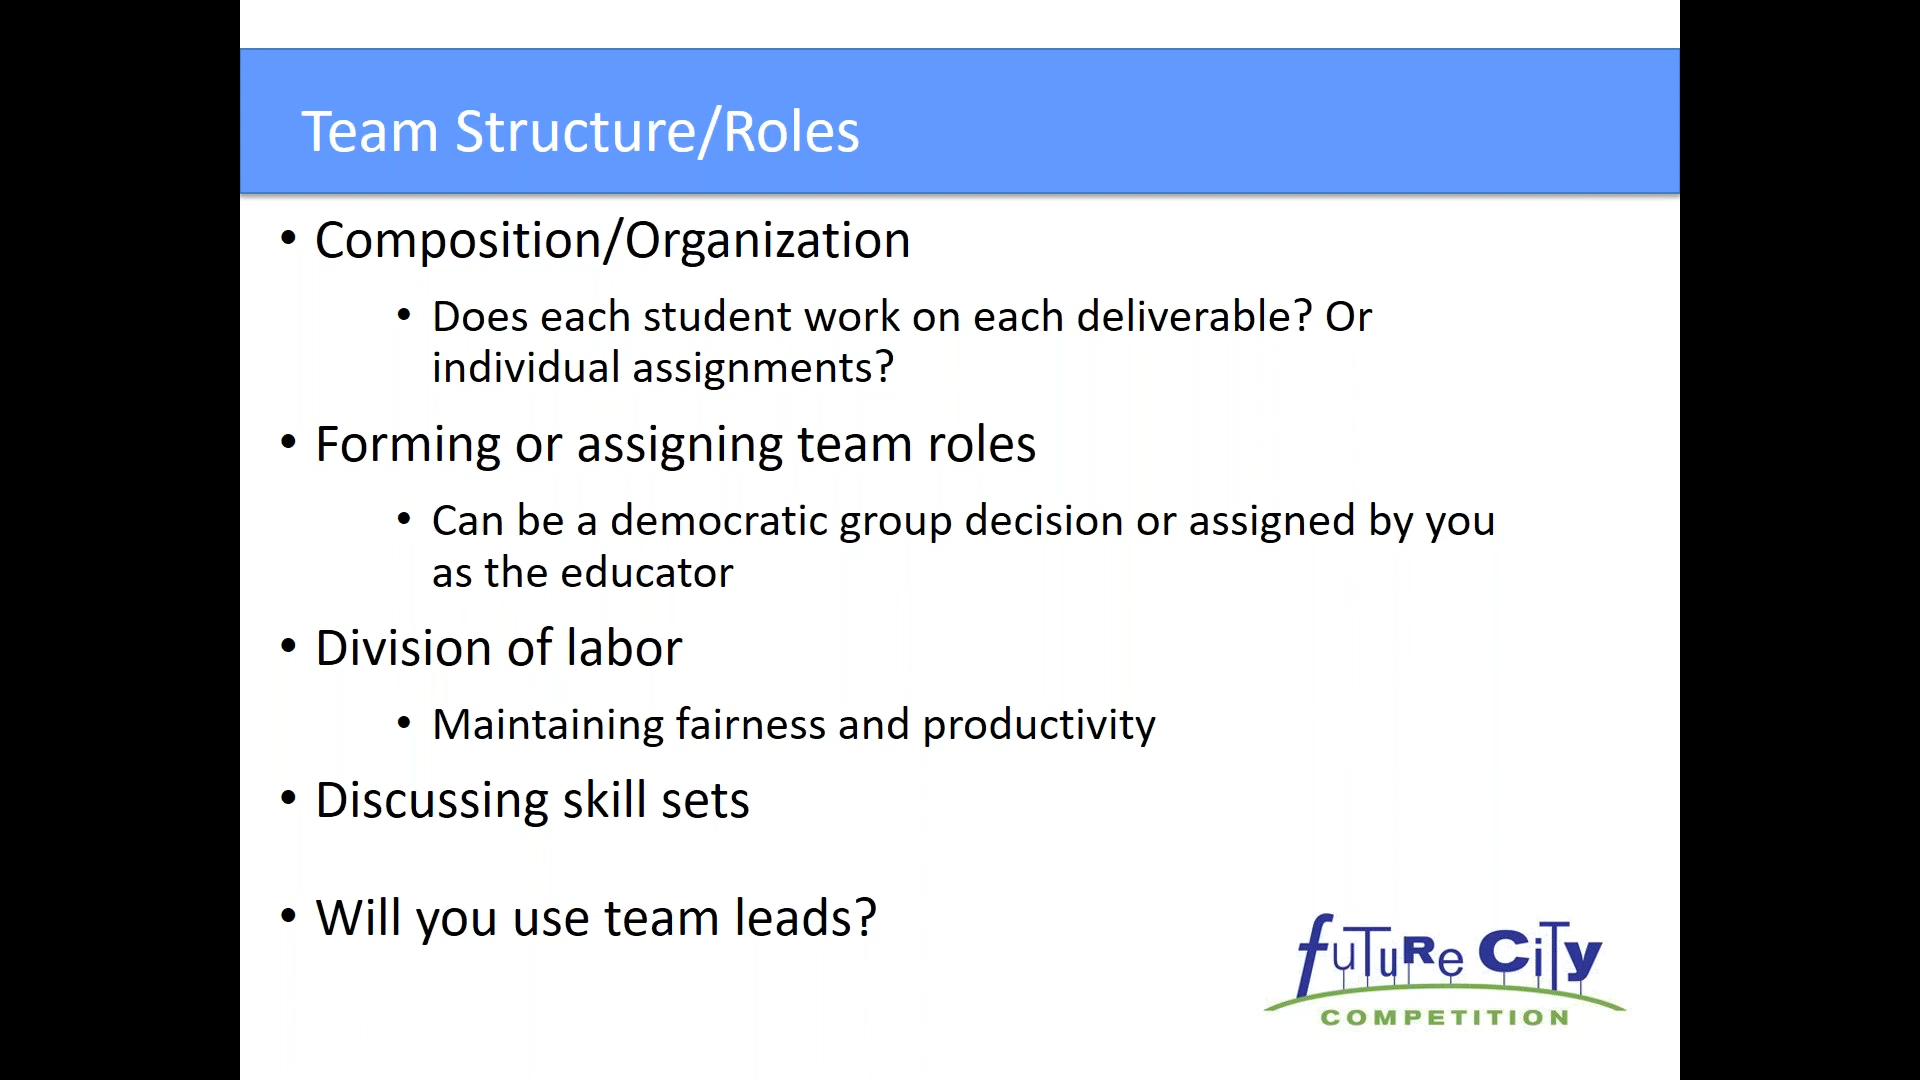 Team Structure/Roles
• Composition/Organization
• Does each student work on each deliverable? Or
individual assignments?
• Forming or assigning team roles
• Can be a democratic group decision or assigned by you
as the educator
• Division of labor
• Maintaining fairness and productivity
• Discussing skill sets
• Will you use team leads?
fuTuRe CiTy
COMPETITION